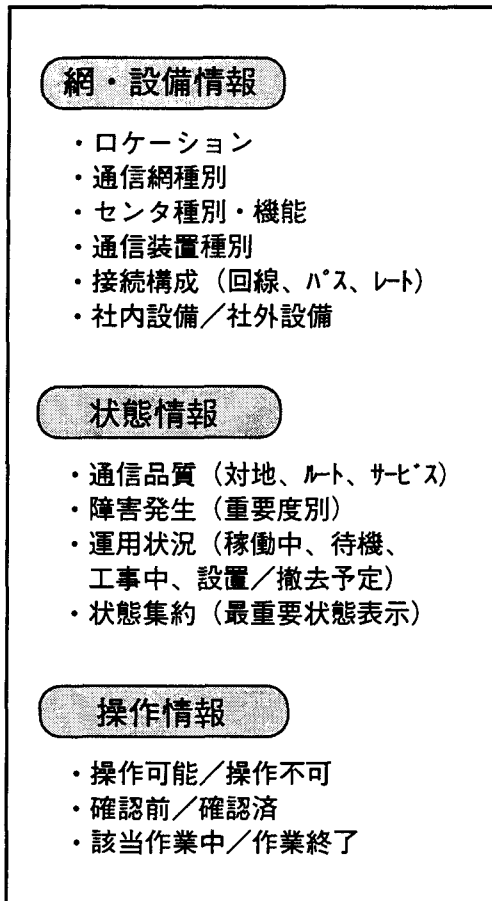 網・設備情報
・ロケーション
・通信網種別
・センタ種別・機能
・通信装置種別
・接続構成（回線、ﾊﾟｽ、ﾚｰﾄ）
・社内設備／社外設備
状態情報
・通信品質（対地、ﾙｰﾄ、ｻｰﾋﾞｽ）
・障害発生（重要度別）
・運用状況（稼働中、待機、
工事中、設置／撤去予定）
・状態集約（最重要状態表示）
操作情報
・操作可能／操作不可
・確認前／確認済
・該当作業中／作業終了